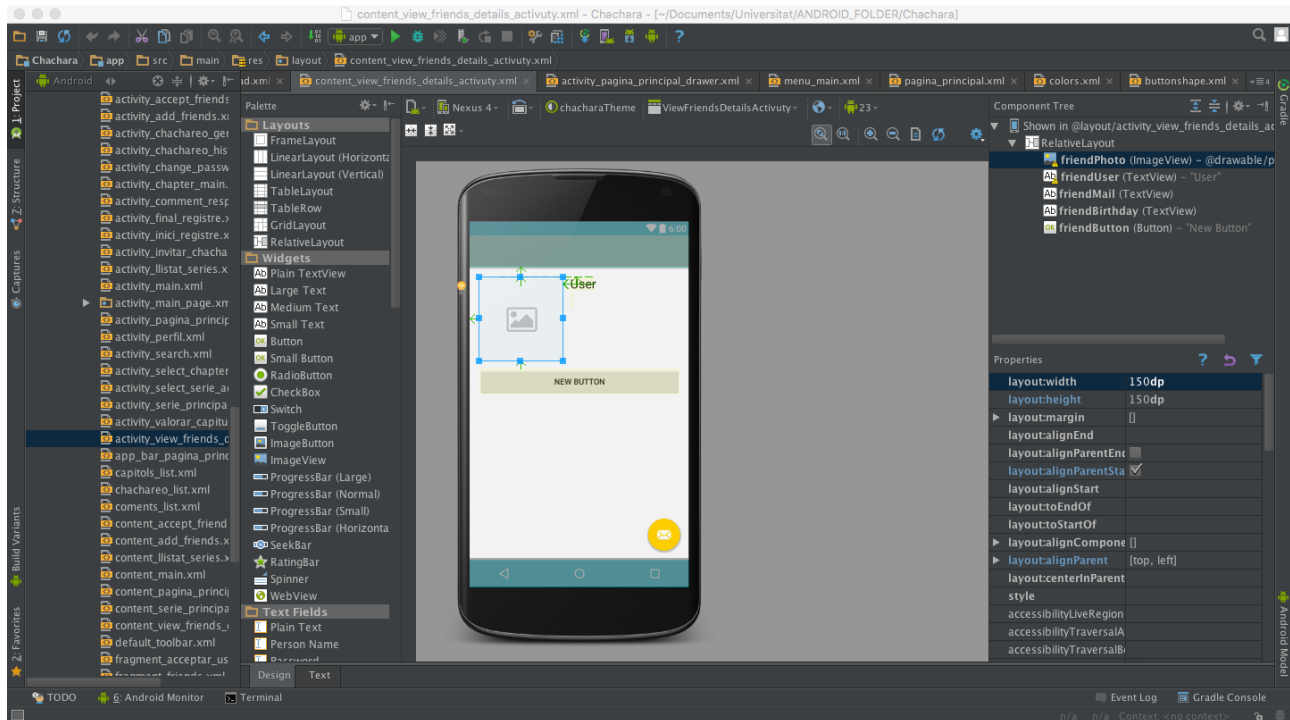 content_view_friends_details_activuty.xml - Chachara - [~/Documents/Universitat/ANDROID_FOLDER/Chachara]
app
Chachara app src main res layout content_view_friends_details_activuty.xml
1: Project
Z: Structure
Captures
Build Variants
2: Favorites
Android
activity_accept_friends
activity_add_friends.x
activity_chachareo_ger
activity_chachareo_his
activity_change_passw
activity_chapter_main.
activity_comment_resp
activity_final_registre.x
activity_inici_registre.x
activity_invitar_chacha
activity_llistat_series.x
activity_main.xml
activity_main_page.xm
activity_pagina_princip
activity_perfil.xml
activity_search.xml
activity_select_chapter
activity_select_serie_a
activity_serie_principa
activity_valorar_capitu
activity_view_friends_d
app_bar_pagina_princ
capitols_list.xml
chachareo_list.xml
coments_list.xml
content_accept_friend
content_add_friends.x
content_llistat_series.x
content_main.xml
content_pagina_princi
content_serie_principa
content_view_friends_
default_toolbar.xml
fragment_acceptar_us
fragment_friends.xml
id.xml content_view_friends_details_activuty.xml activity_pagina_principal_drawer.xml menu_main.xml pagina_principal.xml colors.xml buttonshape.xml
Palette
Layouts
FrameLayout
LinearLayout (Horizonta
LinearLayout (Vertical)
TableLayout
TableRow
GridLayout
RelativeLayout
Widgets
Plain TextView
Large Text
Medium Text
Small Text
Button
Small Button
RadioButton
CheckBox
Switch
ToggleButton
ImageButton
ImageView
ProgressBar (Large)
ProgressBar (Normal)
ProgressBar (Small)
ProgressBar (Horizonta
SeekBar
RatingBar
Spinner
WebView
Text Fields
Plain Text
Person Name
Password
Nexus 4 chacharaTheme ViewFriendsDetailsActivuty 23
6:00
User
NEW BUTTON
Design Text
Component Tree
Shown in @layout/activity_view_friends_details_ac
RelativeLayout
friendPhoto (ImageView) - @drawable/p
friendUser (TextView) - "User"
friendMail (TextView)
friendBirthday (TextView)
friendButton (Button) - "New Button"
Properties
layout:width 150dp
layout:height 150dp
layout:margin []
layout:alignEnd
layout:alignParentEnd
layout:alignParentSta
layout:alignStart
layout:toEndOf
layout:toStartOf
layout:alignCompone []
layout:alignParent [top, left]
layout:centerInParent
style
accessibilityLiveRegion
accessibilityTraversalA
accessibilityTraversalBe
Gradle
Android Model
TODO 6: Android Monitor Terminal Event Log Gradle Console
n/a n/a Context: <no context>